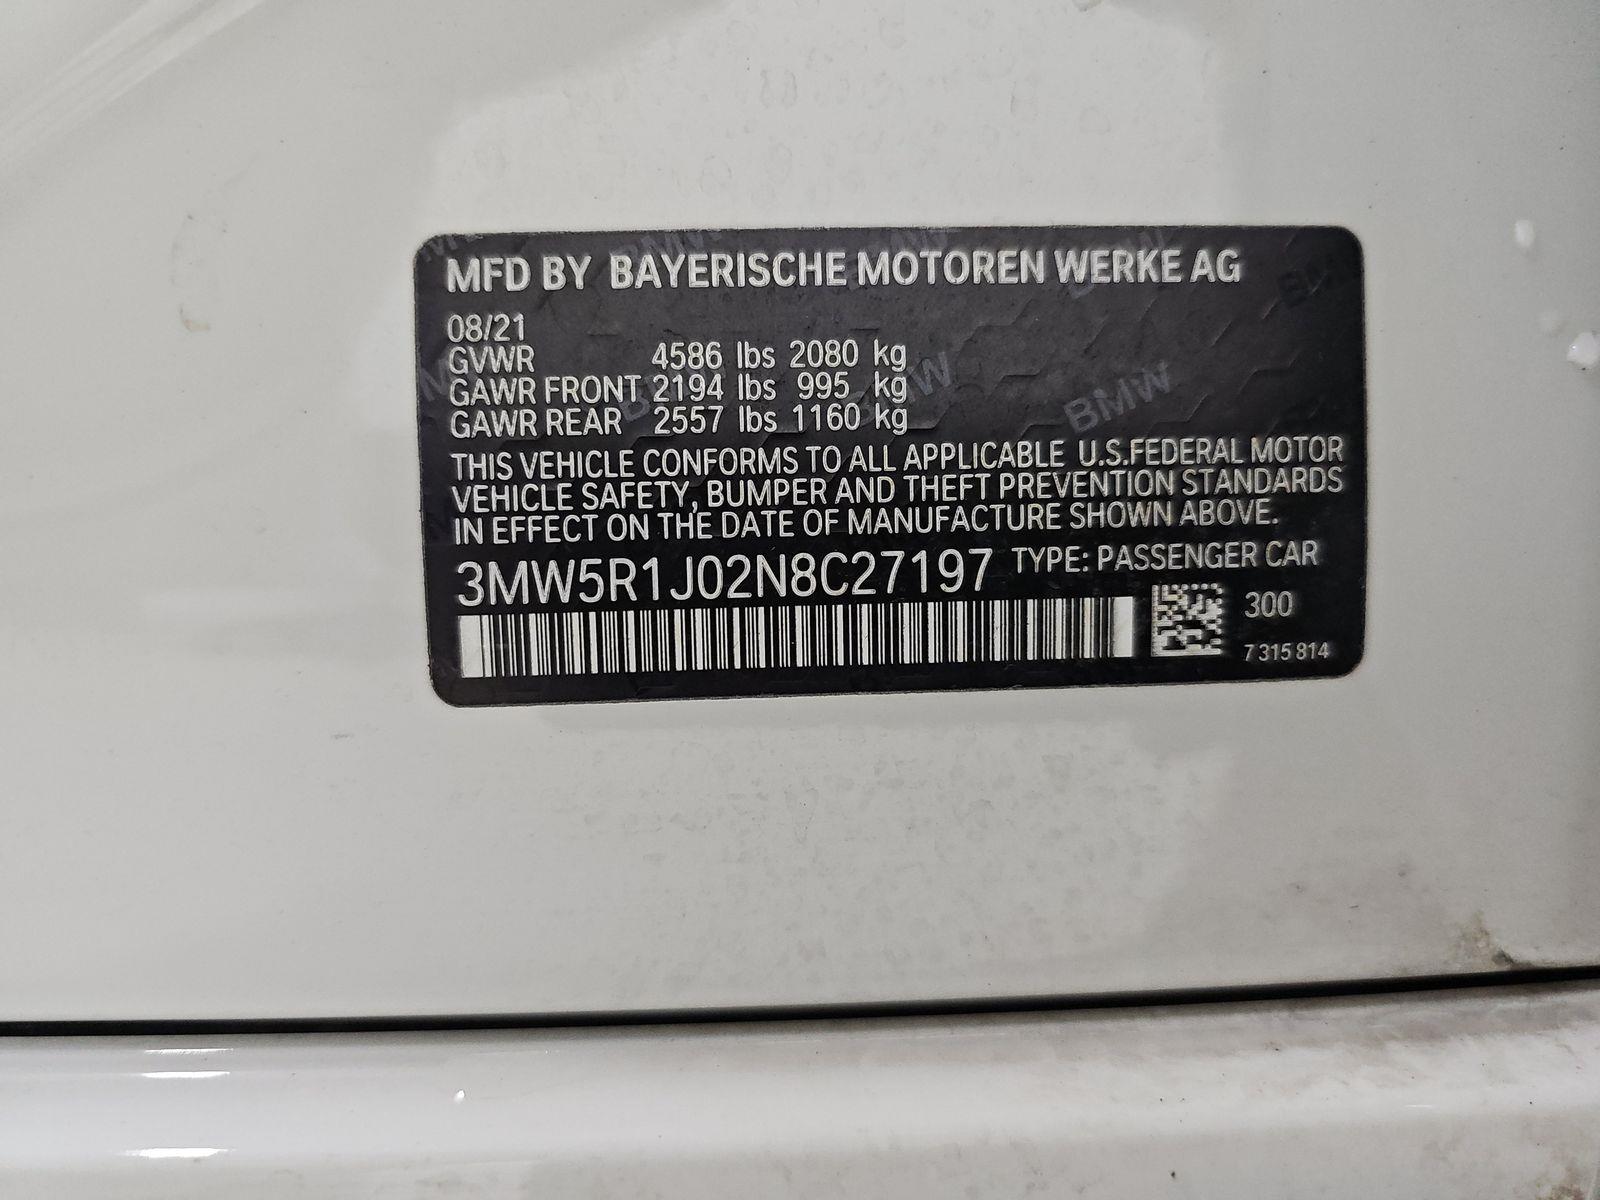 MFD BY BAYERISCHE MOTOREN WERKE AG
08/21
GVWR 4586 lbs 2080 kg
GAWR FRONT 2194 lbs 995 kg
GAWR REAR 2557 lbs 1160 kg
THIS VEHICLE CONFORMS TO ALL APPLICABLE U.S.FEDERAL MOTOR
VEHICLE SAFETY, BUMPER AND THEFT PREVENTION STANDARDS
IN EFFECT ON THE DATE OF MANUFACTURE SHOWN ABOVE.
3MW5R1J02N8C27197 TYPE: PASSENGER CAR
300
7 315 814
BMW
BMW
BMW